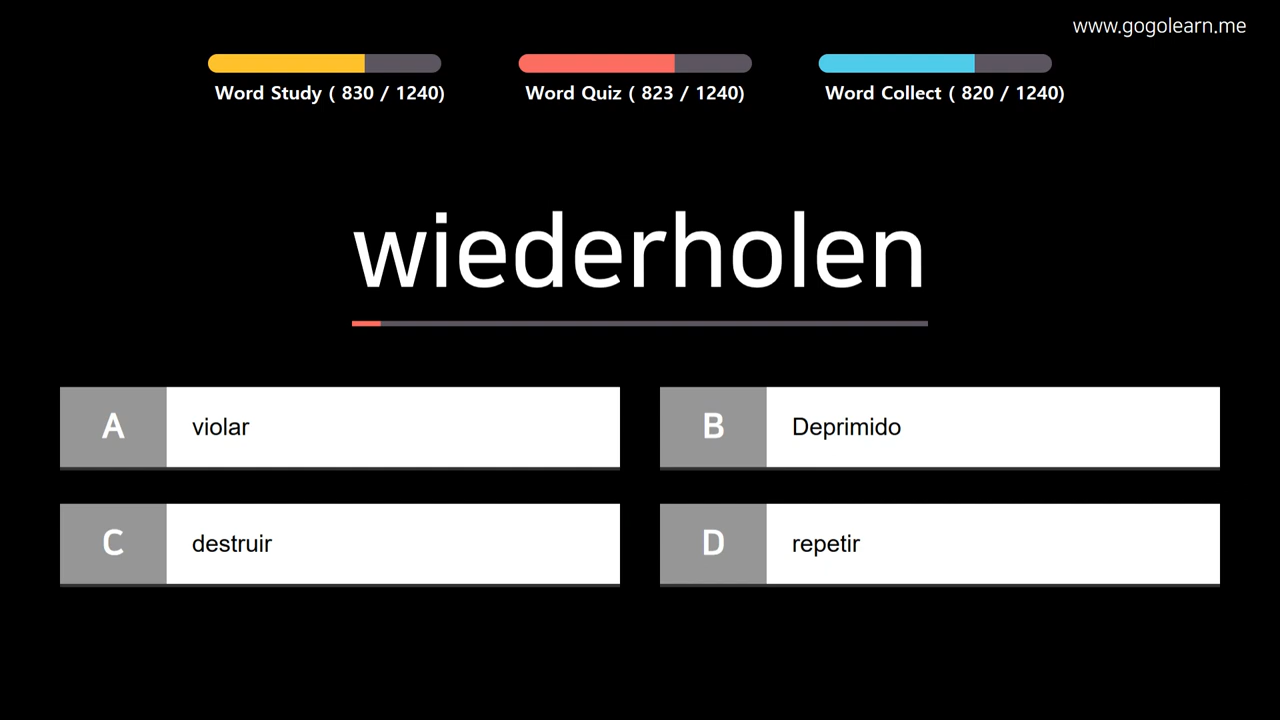 www.gogolearn.me
Word Study ( 830 / 1240)
Word Quiz ( 823 / 1240)
Word Collect ( 820 / 1240)
wiederholen
A violar
B Deprimido
C destruir
D repetir